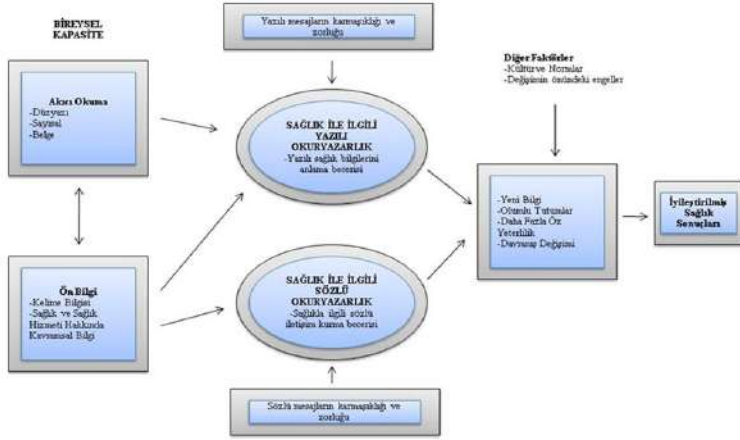 BİREYSEL
KAPASİTE
Yazılı mesajların karmaşıklığı ve
zorluğu
Diğer Faktörler
-Kültür ve Normlar
-Değişimin önündeki engeller
Akıcı Okuma
-Düzyazı
-Sayısal
-Belge
SAĞLIK İLE İLGİLİ
YAZILI
OKURYAZARLIK
-Yazılı sağlık bilgilerini
anlama becerisi
-Yeni Bilgi
-Olumlu Tutumlar
-Daha Fazla Öz
Yeterlilik
-Davranış Değişimi
İyileştirilmiş
Sağlık
Sonuçları
Ön Bilgi
-Kelime Bilgisi
-Sağlık ve Sağlık
Hizmeti Hakkında
Kavramsal Bilgi
SAĞLIK İLE İLGİLİ
SÖZLÜ
OKURYAZARLIK
-Sağlıkla ilgili sözlü
iletişim kurma becerisi
Sözlü mesajların karmaşıklığı ve
zorluğu